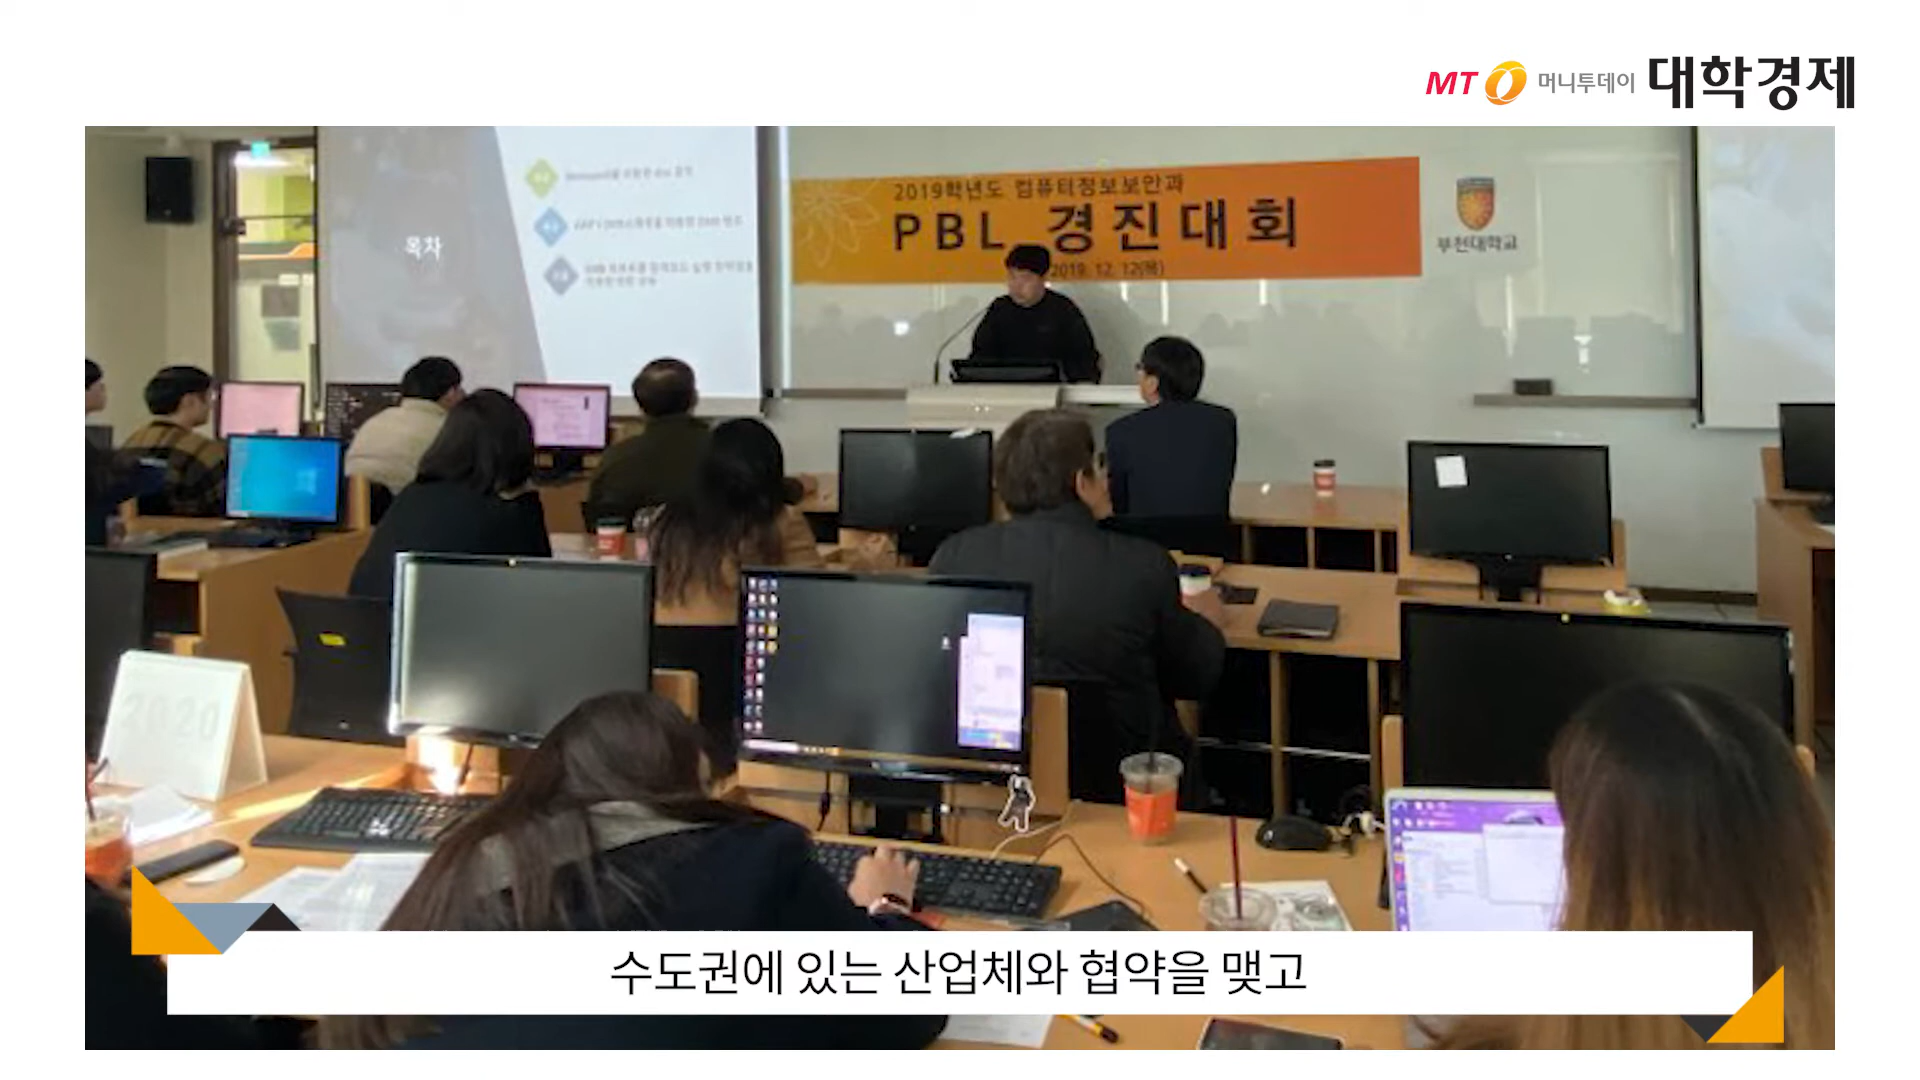 MT 머니투데이 대학경제
2019학년도 컴퓨터정보보안과
PBL 경진대회
2019. 12. 12(목)
부천대학교
목차
2020
수도권에 있는 산업체와 협약을 맺고